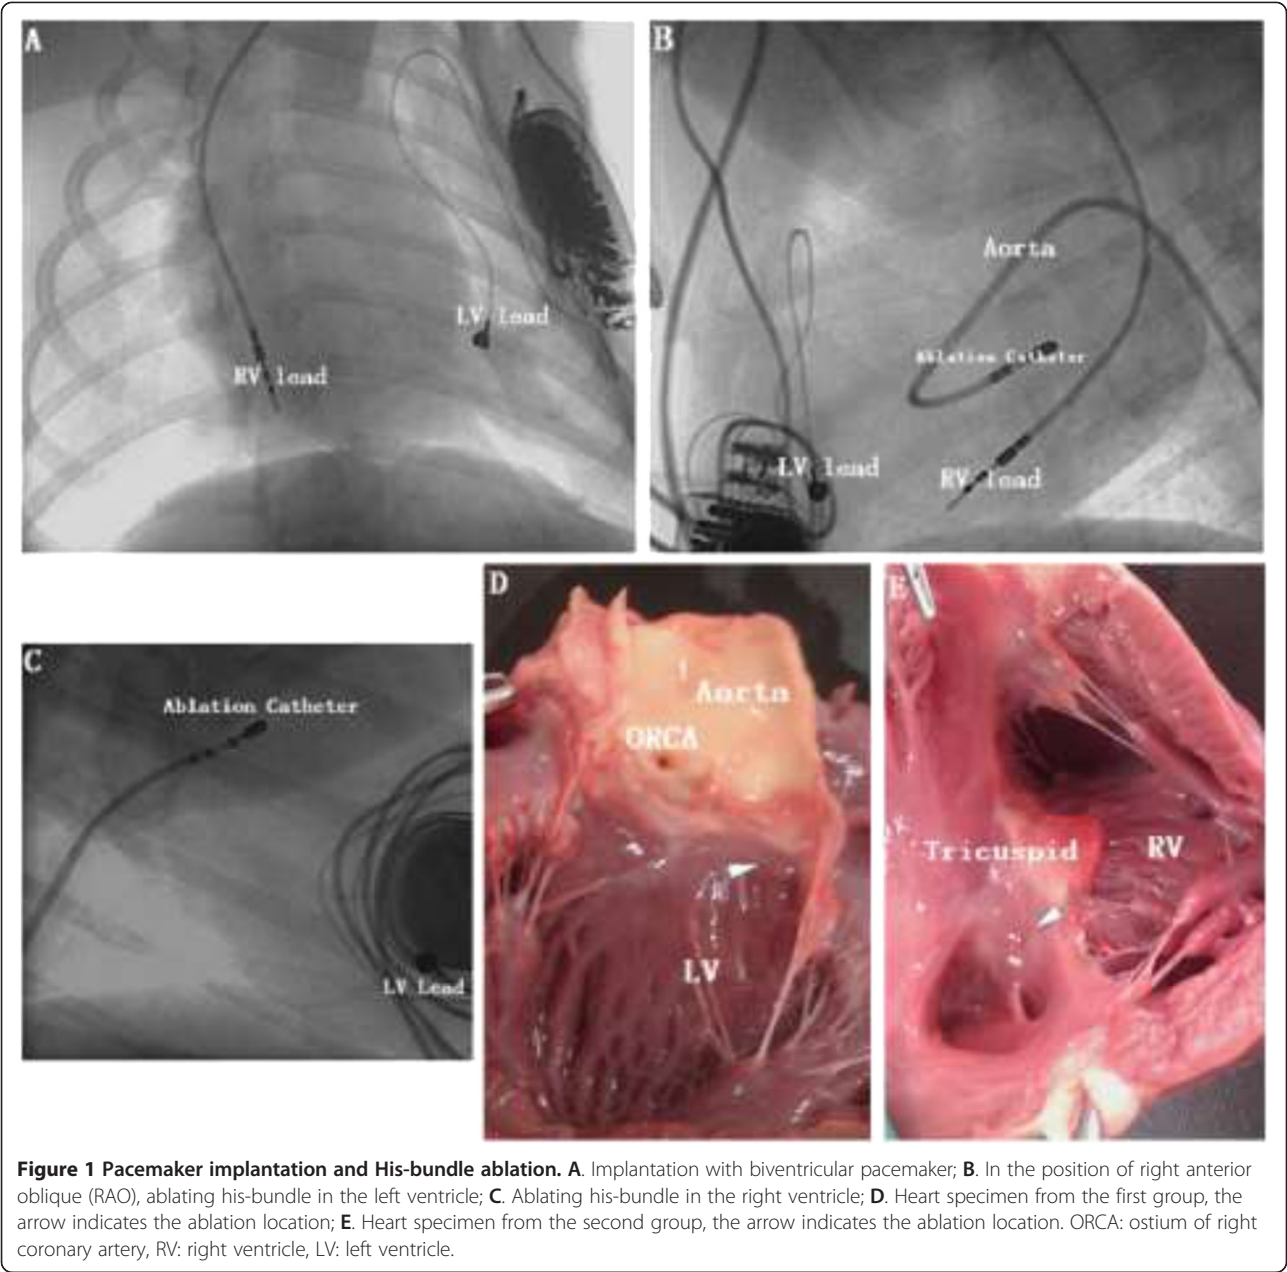 A
LV lead
RV lead
B
Aorta
Ablation Catheter
LV lead
RV lead
C
Ablation Catheter
LV Lead
D
Aorta
ORCA
LV
E
Tricuspid
RV
Figure 1 Pacemaker implantation and His-bundle ablation. A. Implantation with biventricular pacemaker; B. In the position of right anterior
oblique (RAO), ablating his-bundle in the left ventricle; C. Ablating his-bundle in the right ventricle; D. Heart specimen from the first group, the
arrow indicates the ablation location; E. Heart specimen from the second group, the arrow indicates the ablation location. ORCA: ostium of right
coronary artery, RV: right ventricle, LV: left ventricle.